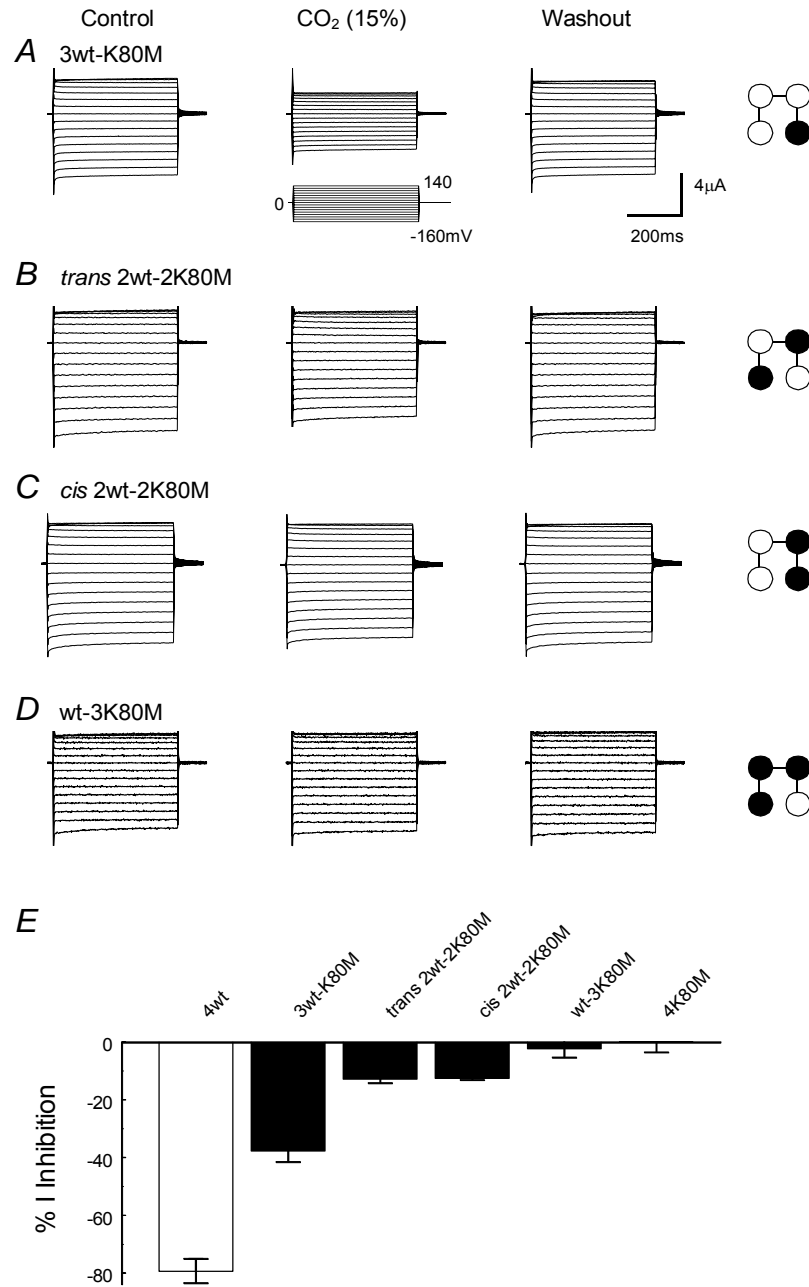 Control CO₂ (15%) Washout
A 3wt-K80M
140
0
-160mV
4µA
200ms
B trans 2wt-2K80M
C cis 2wt-2K80M
D wt-3K80M
E
4wt 3wt-K80M trans 2wt-2K80M cis 2wt-2K80M wt-3K80M 4K80M
0
-20
-40
-60
-80
% I Inhibition